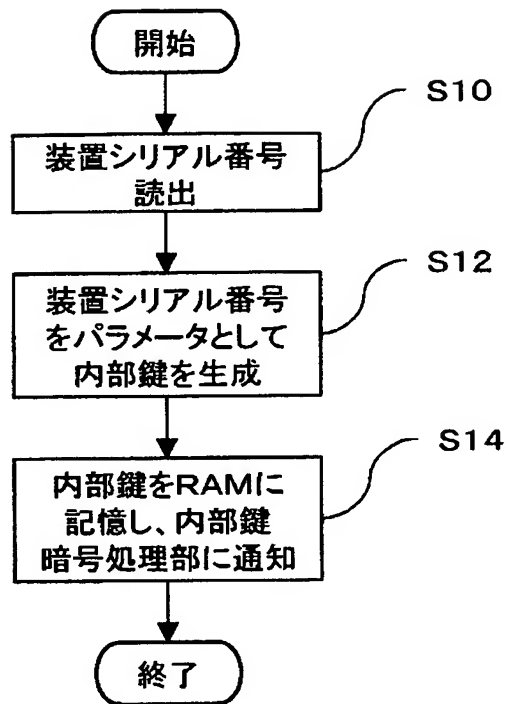 開始
S10
装置シリアル番号
読出
S12
装置シリアル番号
をパラメータとして
内部鍵を生成
S14
内部鍵をRAMに
記憶し、内部鍵
暗号処理部に通知
終了